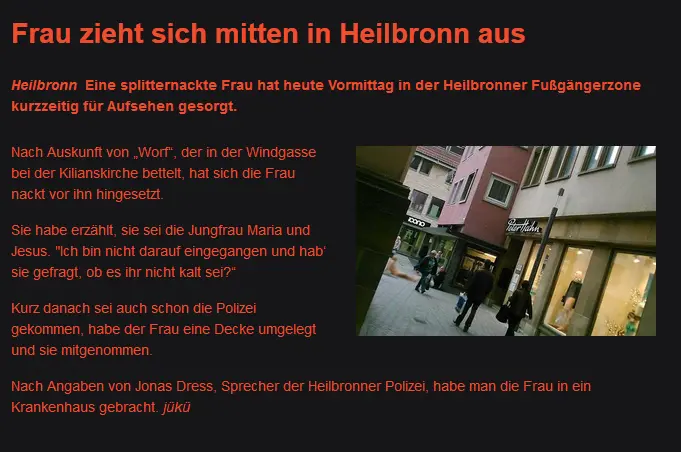 Frau zieht sich mitten in Heilbronn aus
Heilbronn Eine splitternackte Frau hat heute Vormittag in der Heilbronner Fußgängerzone
kurzzeitig für Aufsehen gesorgt.
Nach Auskunft von „Worf“, der in der Windgasse
bei der Kilianskirche bettelt, hat sich die Frau
nackt vor ihn hingesetzt.
Sie habe erzählt, sie sei die Jungfrau Maria und
Jesus. "Ich bin nicht darauf eingegangen und hab‘
sie gefragt, ob es ihr nicht kalt sei?“
Kurz danach sei auch schon die Polizei
gekommen, habe der Frau eine Decke umgelegt
und sie mitgenommen.
Nach Angaben von Jonas Dress, Sprecher der Heilbronner Polizei, habe man die Frau in ein
Krankenhaus gebracht. jükü
Peter Hahn